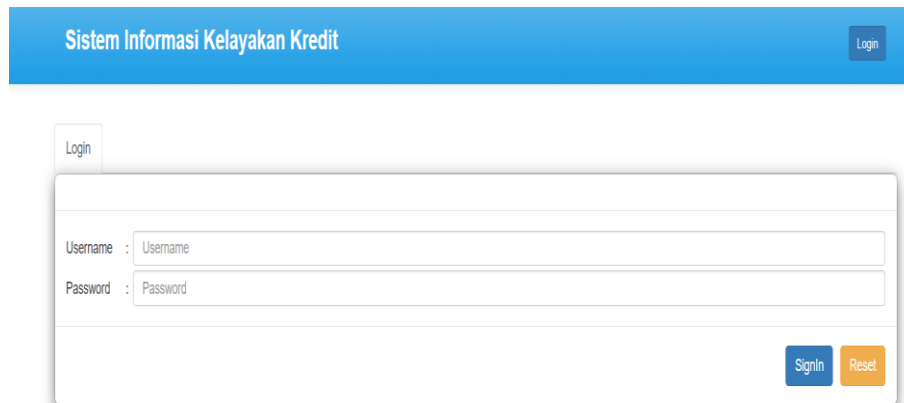 Sistem Informasi Kelayakan Kredit
Login
Login
Username : Username
Password : Password
SignIn Reset